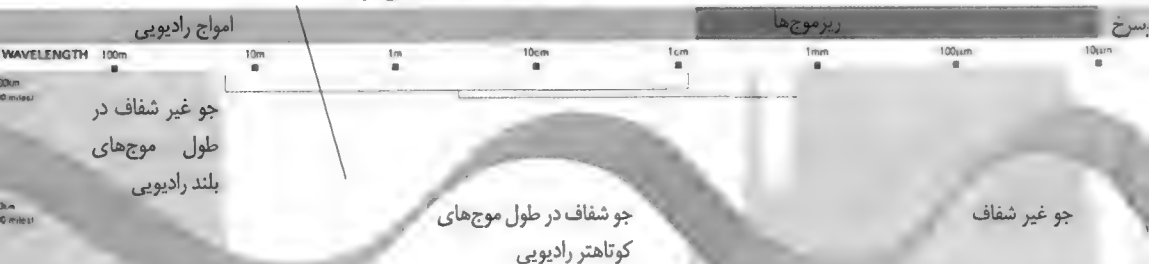 امواج رادیویی
ریزموج‌ها
سرخ
WAVELENGTH 100m 10m 1m 10cm 1cm 1mm 100μm 10μm
جو غیر شفاف در
طول موج‌های
بلند رادیویی
جو شفاف در طول موج‌های
کوتاهتر رادیویی
جو غیر شفاف